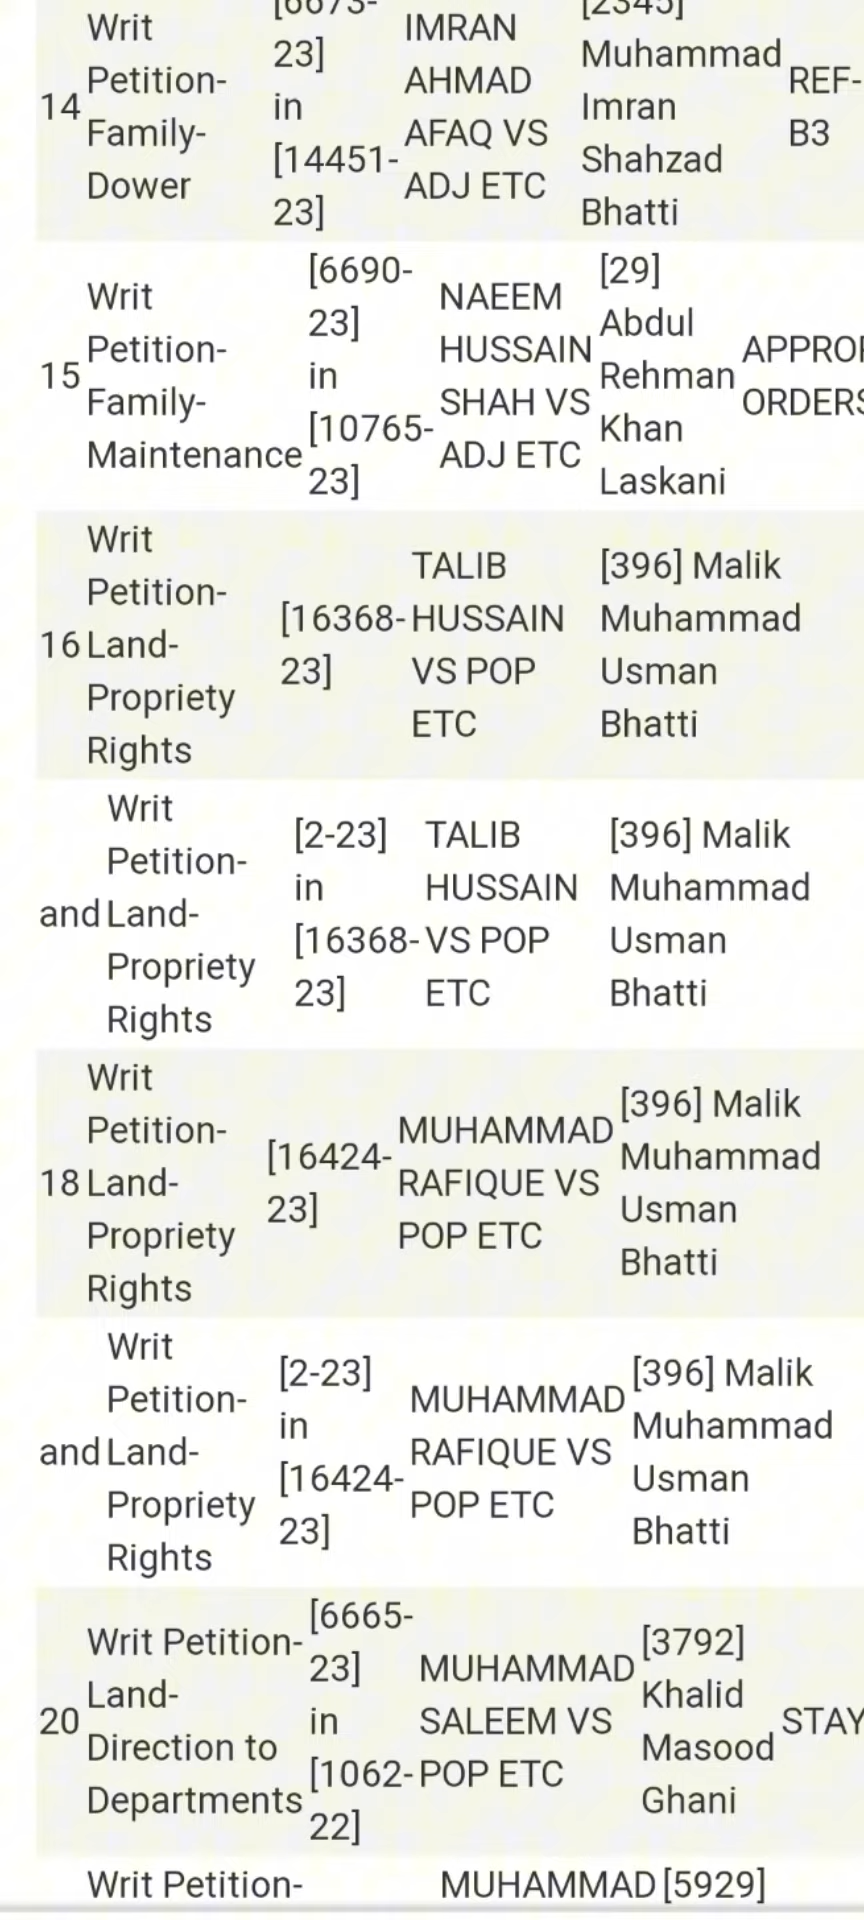 14 Writ Petition-Family-Dower [6673-23] in [14451-23] IMRAN AHMAD AFAQ VS ADJ ETC [2345] Muhammad Imran Shahzad Bhatti REF-B3
15 Writ Petition-Family-Maintenance [6690-23] in [10765-23] NAEEM HUSSAIN SHAH VS ADJ ETC [29] Abdul Rehman Khan Laskani
16 Writ Petition-Land-Propriety Rights [16368-23] TALIB HUSSAIN VS POP ETC [396] Malik Muhammad Usman Bhatti
and Writ Petition-Land-Propriety Rights [2-23] in [16368-23] TALIB HUSSAIN VS POP ETC [396] Malik Muhammad Usman Bhatti
18 Writ Petition-Land-Propriety Rights [16424-23] MUHAMMAD RAFIQUE VS POP ETC [396] Malik Muhammad Usman Bhatti
and Writ Petition-Land-Propriety Rights [2-23] in [16424-23] MUHAMMAD RAFIQUE VS POP ETC [396] Malik Muhammad Usman Bhatti
20 Writ Petition-Land-Direction to Departments [6665-23] in [1062-22] MUHAMMAD SALEEM VS POP ETC [3792] Khalid Masood Ghani STAY
Writ Petition- MUHAMMAD [5929]